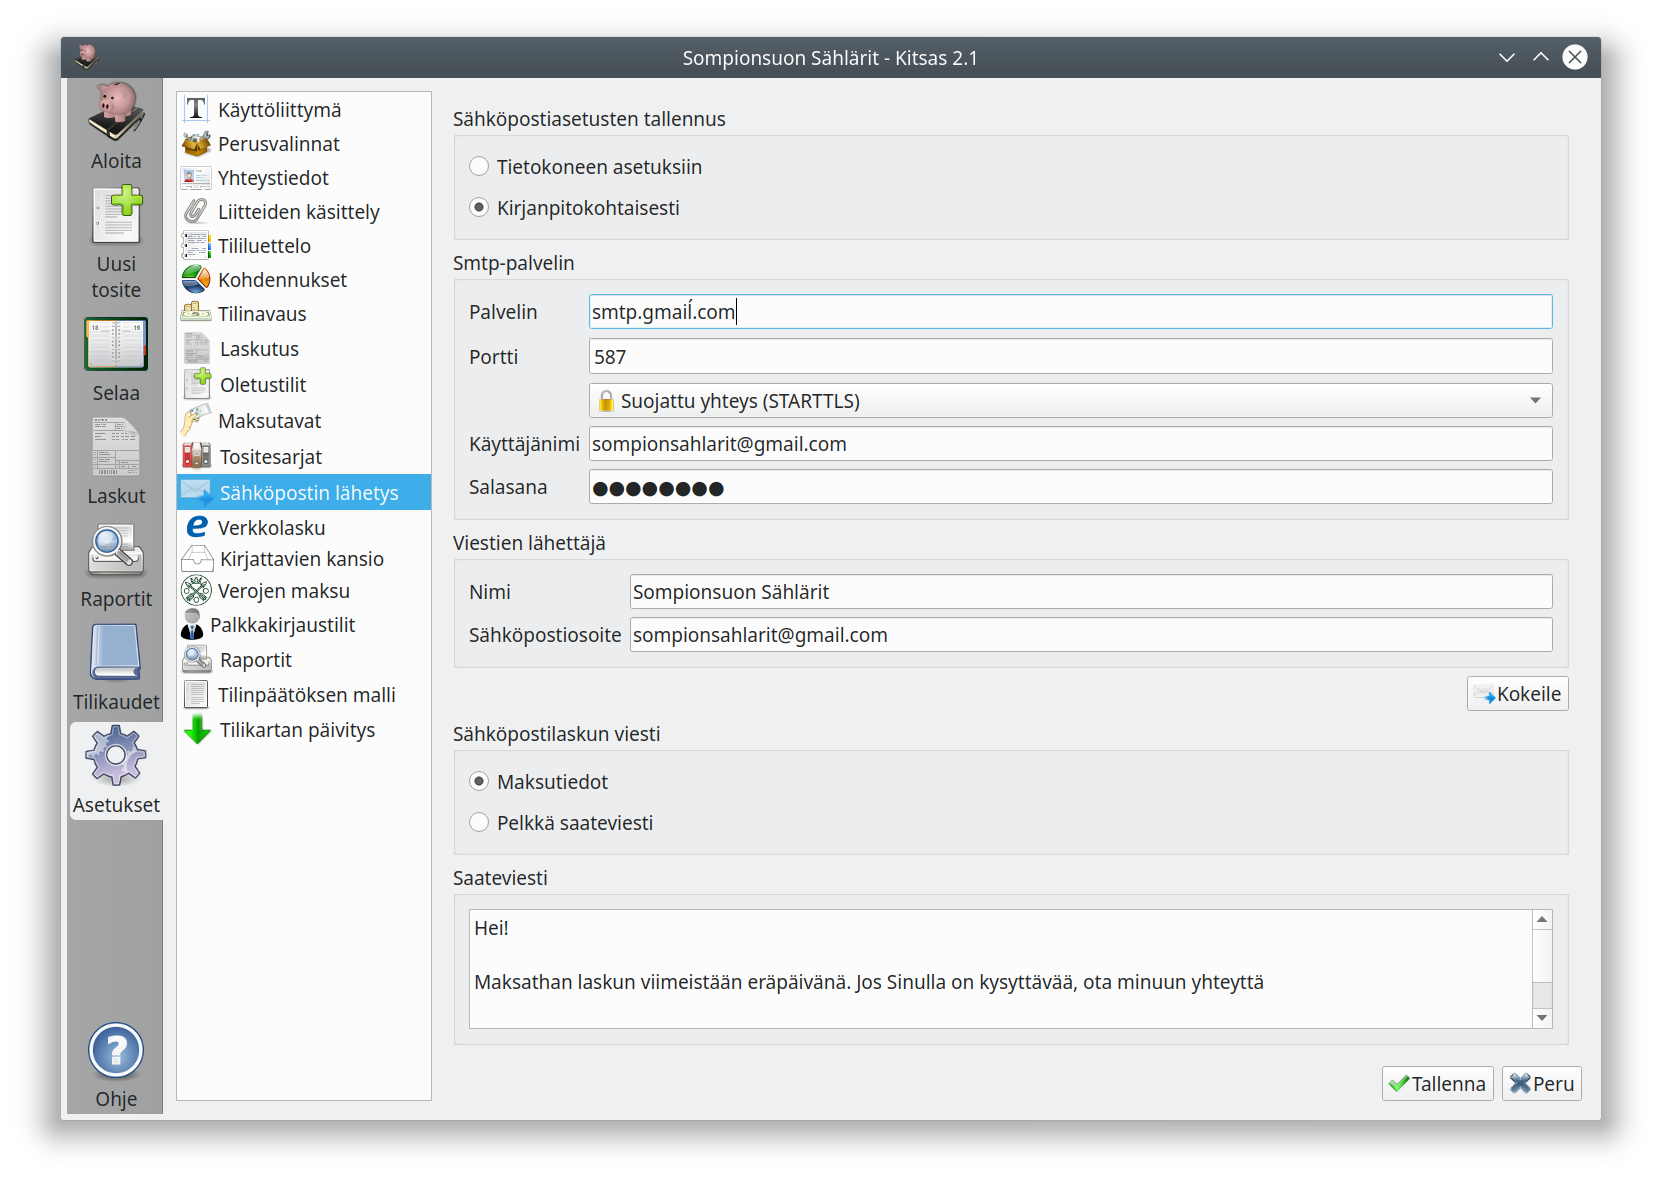 Sompionsuon Sählärit - Kitsas 2.1
Aloita
Uusi
tosite
Selaa
Laskut
Raportit
Tilikaudet
Asetukset
Ohje
Käyttöliittymä
Perusvalinnat
Yhteystiedot
Liitteiden käsittely
Tililuettelo
Kohdennukset
Tilinavaus
Laskutus
Oletustilit
Maksutavat
Tositesarjat
Sähköpostin lähetys
Verkkolasku
Kirjattavien kansio
Verojen maksu
Palkkakirjaustilit
Raportit
Tilinpäätöksen malli
Tilikartan päivitys
Sähköpostiasetusten tallennus
Tietokoneen asetuksiin
Kirjanpitokohtaisesti
Smtp-palvelin
Palvelin smtp.gmaiĺ.com
Portti 587
Suojattu yhteys (STARTTLS)
Käyttäjänimi sompionsahlarit@gmail.com
Salasana ●●●●●●●●
Viestien lähettäjä
Nimi Sompionsuon Sählärit
Sähköpostiosoite sompionsahlarit@gmail.com
Kokeile
Sähköpostilaskun viesti
Maksutiedot
Pelkkä saateviesti
Saateviesti
Hei!
Maksathan laskun viimeistään eräpäivänä. Jos Sinulla on kysyttävää, ota minuun yhteyttä
Tallenna
Peru